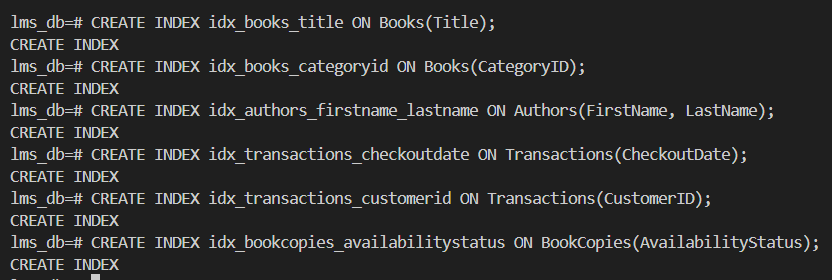 lms_db=# CREATE INDEX idx_books_title ON Books(Title);
CREATE INDEX
lms_db=# CREATE INDEX idx_books_categoryid ON Books(CategoryID);
CREATE INDEX
lms_db=# CREATE INDEX idx_authors_firstname_lastname ON Authors(FirstName, LastName);
CREATE INDEX
lms_db=# CREATE INDEX idx_transactions_checkoutdate ON Transactions(CheckoutDate);
CREATE INDEX
lms_db=# CREATE INDEX idx_transactions_customerid ON Transactions(CustomerID);
CREATE INDEX
lms_db=# CREATE INDEX idx_bookcopies_availabilitystatus ON BookCopies(AvailabilityStatus);
CREATE INDEX